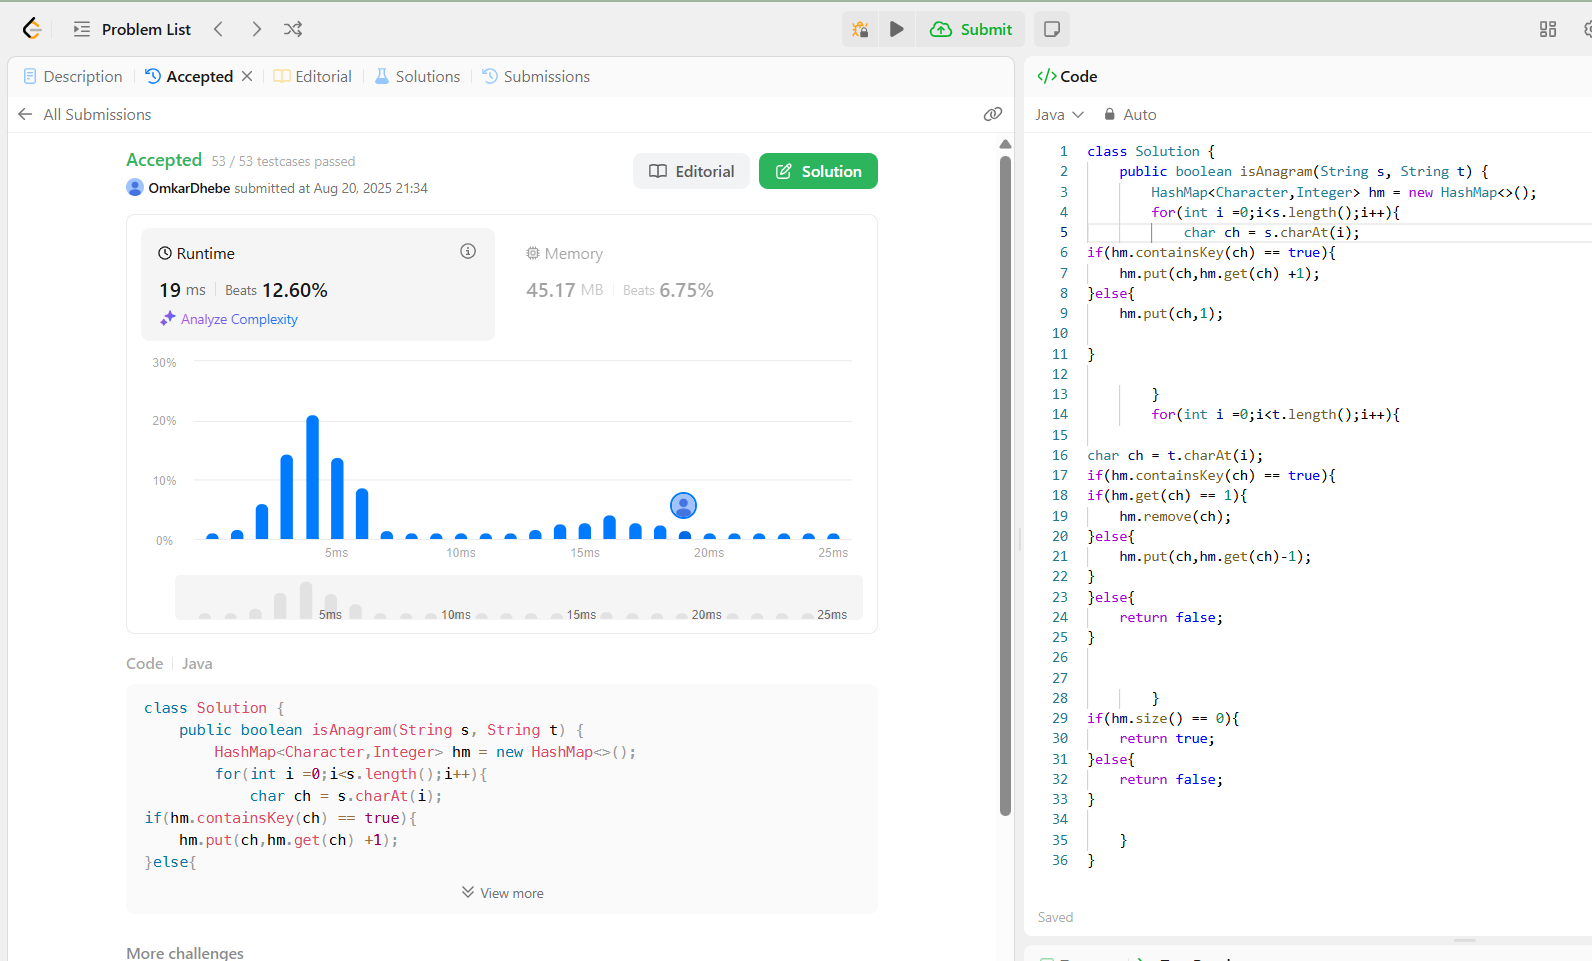 Problem List
Submit
Description
Accepted
Editorial
Solutions
Submissions
All Submissions
Accepted 53 / 53 testcases passed
OmkarDhebe submitted at Aug 20, 2025 21:34
Editorial
Solution
Runtime
19 ms Beats 12.60%
Analyze Complexity
Memory
45.17 MB Beats 6.75%
30%
20%
10%
0%
5ms 10ms 15ms 20ms 25ms
5ms 10ms 15ms 20ms 25ms
Code Java
class Solution {
    public boolean isAnagram(String s, String t) {
        HashMap<Character,Integer> hm = new HashMap<>();
        for(int i =0;i<s.length();i++){
            char ch = s.charAt(i);
if(hm.containsKey(ch) == true){
    hm.put(ch,hm.get(ch) +1);
}else{
View more
More challenges
</> Code
Java Auto
1 class Solution {
2     public boolean isAnagram(String s, String t) {
3         HashMap<Character,Integer> hm = new HashMap<>();
4         for(int i =0;i<s.length();i++){
5             char ch = s.charAt(i);
6 if(hm.containsKey(ch) == true){
7     hm.put(ch,hm.get(ch) +1);
8 }else{
9     hm.put(ch,1);
10
11 }
12
13         }
14         for(int i =0;i<t.length();i++){
15
16 char ch = t.charAt(i);
17 if(hm.containsKey(ch) == true){
18 if(hm.get(ch) == 1){
19     hm.remove(ch);
20 }else{
21     hm.put(ch,hm.get(ch)-1);
22 }
23 }else{
24     return false;
25 }
26
27
28         }
29 if(hm.size() == 0){
30     return true;
31 }else{
32     return false;
33 }
34
35     }
36 }
Saved